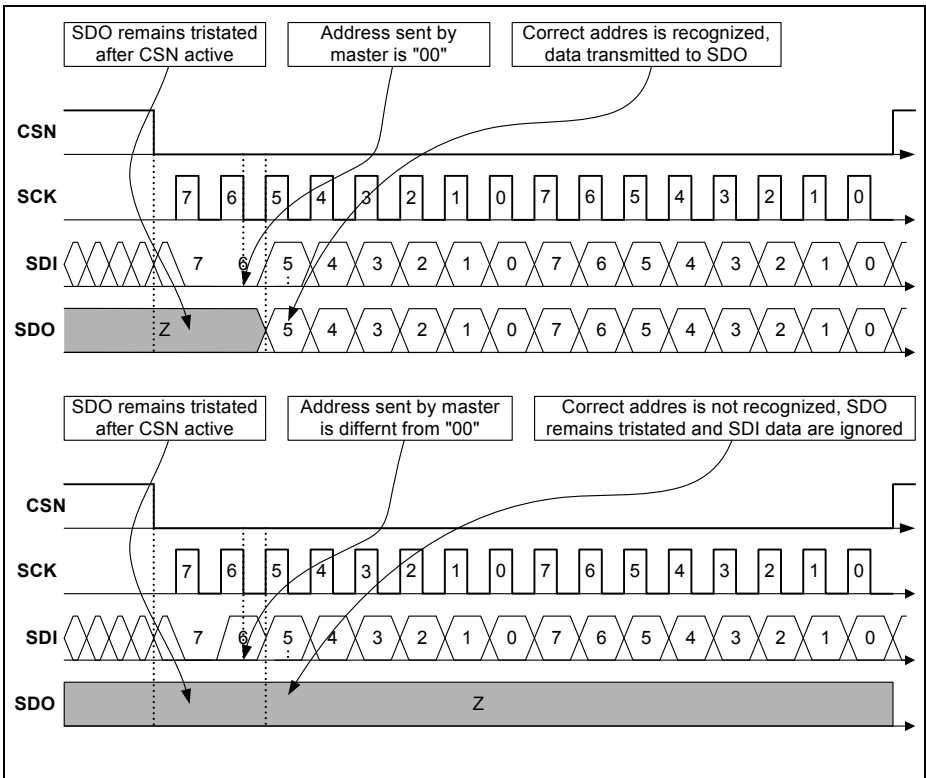 SDO remains tristated
after CSN active
Address sent by
master is "00"
Correct addres is recognized,
data transmitted to SDO
CSN
SCK
7 6 5 4 3 2 1 0 7 6 5 4 3 2 1 0
SDI
7 6 5 4 3 2 1 0 7 6 5 4 3 2 1 0
SDO
Z 5 4 3 2 1 0 7 6 5 4 3 2 1 0
SDO remains tristated
after CSN active
Address sent by master
is differnt from "00"
Correct addres is not recognized, SDO
remains tristated and SDI data are ignored
CSN
SCK
7 6 5 4 3 2 1 0 7 6 5 4 3 2 1 0
SDI
7 6 5 4 3 2 1 0 7 6 5 4 3 2 1 0
SDO
Z